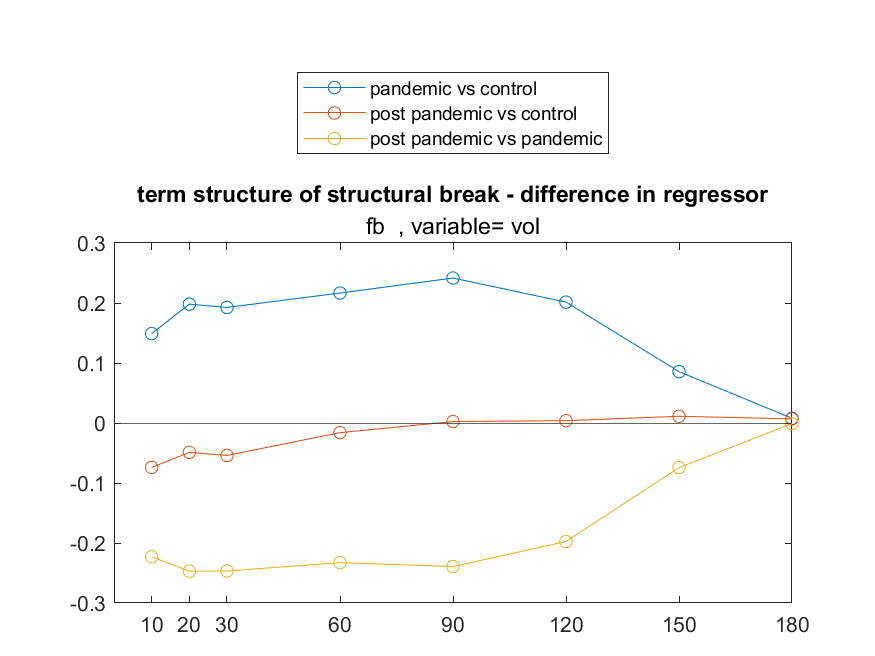 pandemic vs control
post pandemic vs control
post pandemic vs pandemic
term structure of structural break - difference in regressor
fb  , variable= vol
0.3
0.2
0.1
0
-0.1
-0.2
-0.3
10 20 30 60 90 120 150 180